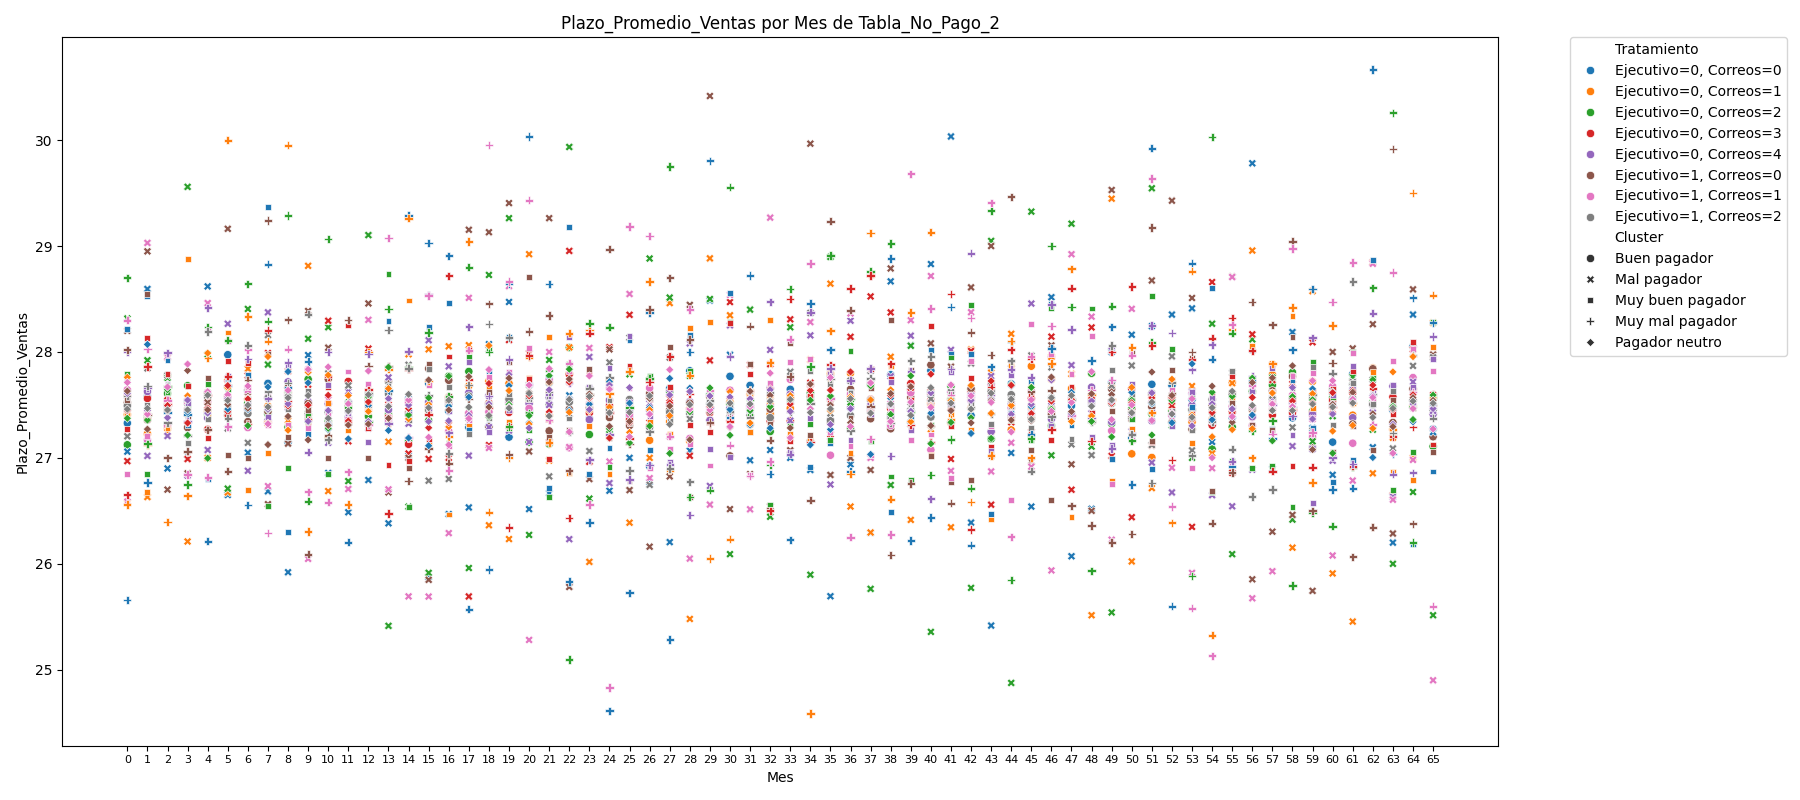 Plazo_Promedio_Ventas por Mes de Tabla_No_Pago_2
Plazo_Promedio_Ventas
30
29
28
27
26
25
0 1 2 3 4 5 6 7 8 9 10 11 12 13 14 15 16 17 18 19 20 21 22 23 24 25 26 27 28 29 30 31 32 33 34 35 36 37 38 39 40 41 42 43 44 45 46 47 48 49 50 51 52 53 54 55 56 57 58 59 60 61 62 63 64 65
Mes
Tratamiento
Ejecutivo=0, Correos=0
Ejecutivo=0, Correos=1
Ejecutivo=0, Correos=2
Ejecutivo=0, Correos=3
Ejecutivo=0, Correos=4
Ejecutivo=1, Correos=0
Ejecutivo=1, Correos=1
Ejecutivo=1, Correos=2
Cluster
Buen pagador
Mal pagador
Muy buen pagador
Muy mal pagador
Pagador neutro